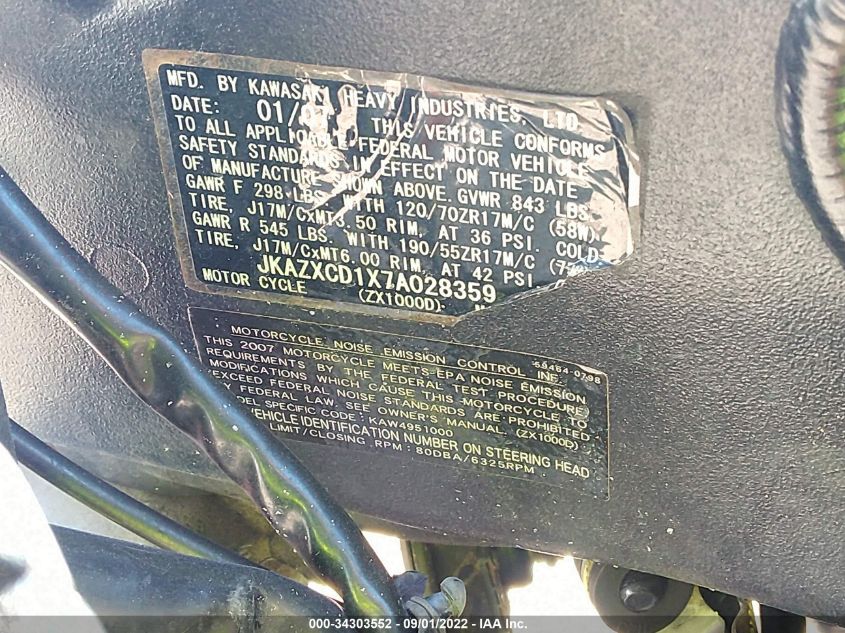 MFD. BY KAWASAKI HEAVY INDUSTRIES, LTD.
DATE: 01/07 THIS VEHICLE CONFORMS
TO ALL APPLICABLE FEDERAL MOTOR VEHICLE
SAFETY STANDARDS IN EFFECT ON THE DATE
OF MANUFACTURE SHOWN ABOVE. GVWR 843 LBS.
GAWR F 298 LBS. WITH 120/70ZR17M/C (58W)
TIRE, J17M/CxMT3.50 RIM, AT 36 PSI. COLD
GAWR R 545 LBS. WITH 190/55ZR17M/C
TIRE, J17M/CxMT6.00 RIM, AT 42 PSI
JKAZXCD1X7A028359
MOTOR CYCLE (ZX1000D)
MOTORCYCLE NOISE EMISSION CONTROL INF. 59464-0798
THIS 2007 MOTORCYCLE MEETS EPA NOISE EMISSION
REQUIREMENTS BY THE FEDERAL TEST PROCEDURE.
MODIFICATIONS WHICH CAUSE THIS MOTORCYCLE TO
EXCEED FEDERAL NOISE STANDARDS ARE PROHIBITED
Y FEDERAL LAW. SEE OWNER'S MANUAL. (ZX1000D)
DEL SPECIFIC CODE: KAW4951000
VEHICLE IDENTIFICATION NUMBER ON STEERING HEAD
LIMIT/CLOSING RPM: 80DBA/6325RPM
000-34303552 - 09/01/2022 - IAA Inc.